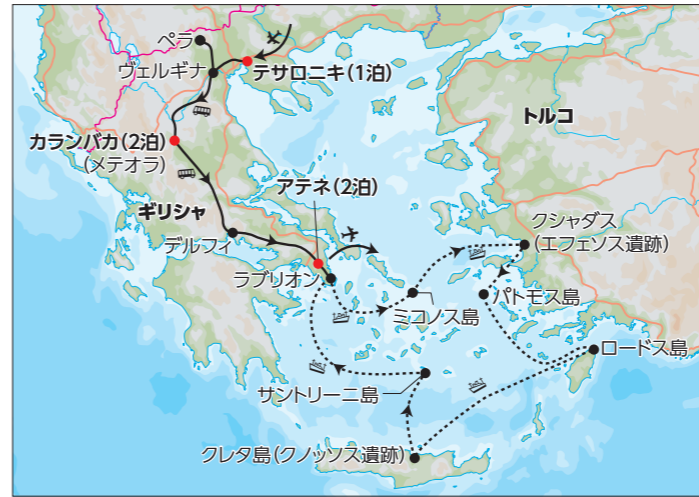 ペラ
ヴェルギナ
テサロニキ(1泊)
トルコ
カランバカ(2泊)
(メテオラ)
アテネ(2泊)
ギリシャ
クシャダス
(エフェソス遺跡)
デルフィ
ラブリオン
ミコノス島
パトモス島
ロードス島
サントリーニ島
クレタ島(クノッソス遺跡)